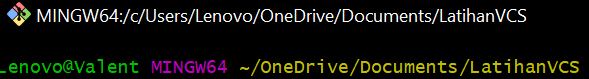 MINGW64:/c/Users/Lenovo/OneDrive/Documents/LatihanVCS
Lenovo@Valent MINGW64 ~/OneDrive/Documents/LatihanVCS